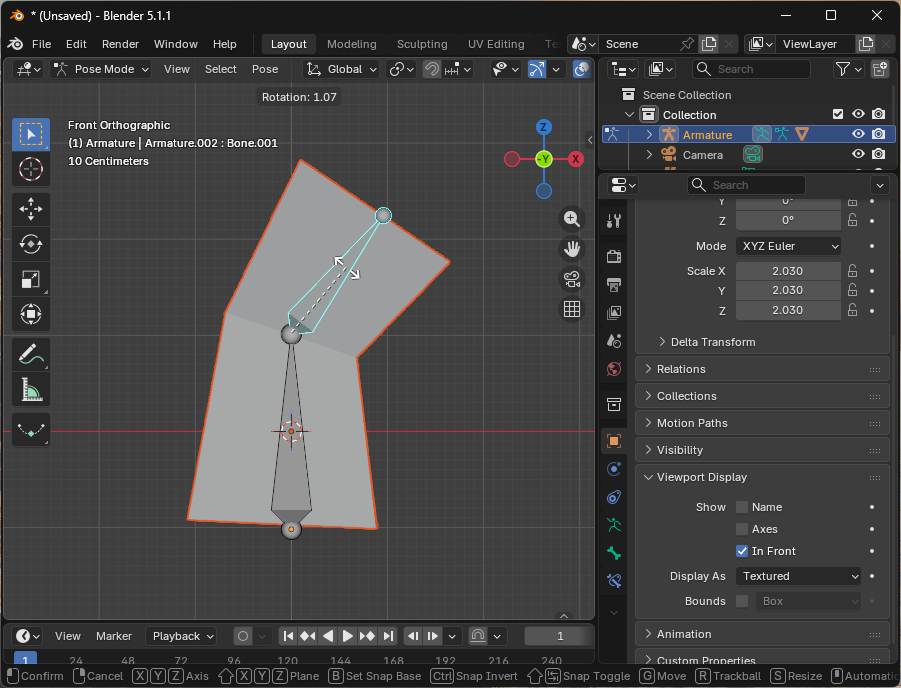 * (Unsaved) - Blender 5.1.1
File Edit Render Window Help Layout Modeling Sculpting UV Editing Te Scene ViewLayer
Pose Mode View Select Pose Global Search
Rotation: 1.07
Front Orthographic
(1) Armature | Armature.002 : Bone.001
10 Centimeters
Z
-Y X
Scene Collection
Collection
Armature
Camera
Search
Y 0°
Z 0°
Mode XYZ Euler
Scale X 2.030
Y 2.030
Z 2.030
Delta Transform
Relations
Collections
Motion Paths
Visibility
Viewport Display
Show Name
Axes
In Front
Display As Textured
Bounds Box
Animation
Custom Properties
View Marker Playback 1
1 24 48 72 96 120 144 168 192 216 240
Confirm Cancel X Y Z Axis X Y Z Plane B Set Snap Base Ctrl Snap Invert Snap Toggle G Move R Trackball S Resize Automatic